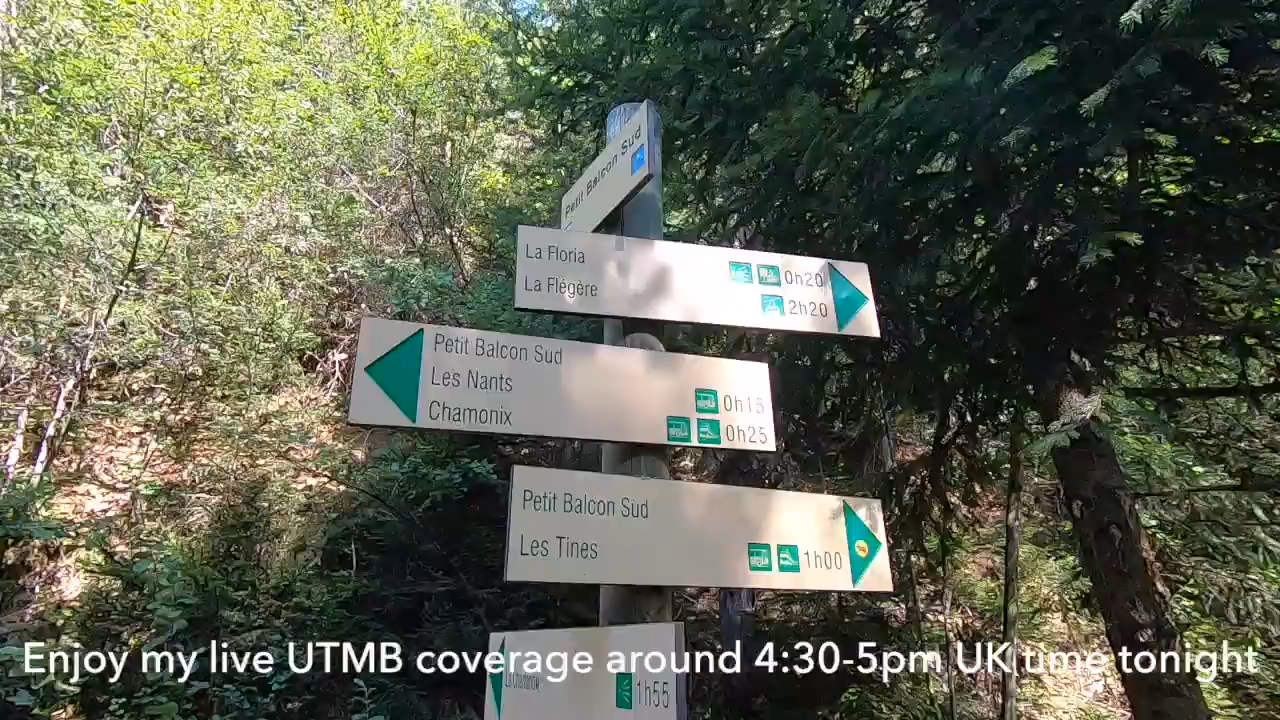 Petit Balcon Sud
La Floria 0h20
La Flégère 2h20
Petit Balcon Sud
Les Nants 0h15
Chamonix 0h25
Petit Balcon Sud
Les Tines 1h00
1h55
Enjoy my live UTMB coverage around 4:30-5pm UK time tonight